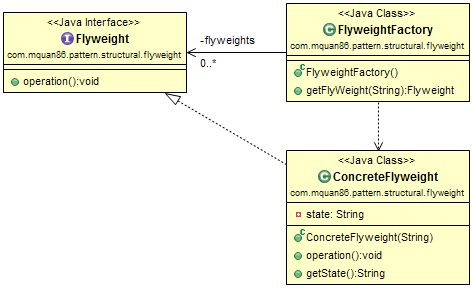 <<Java Interface>>
Flyweight
com.mquan86.pattern.structural.flyweight
operation():void
-flyweights
0..*
<<Java Class>>
FlyweightFactory
com.mquan86.pattern.structural.flyweight
FlyweightFactory()
getFlyWeight(String):Flyweight
<<Java Class>>
ConcreteFlyweight
com.mquan86.pattern.structural.flyweight
state: String
ConcreteFlyweight(String)
operation():void
getState():String